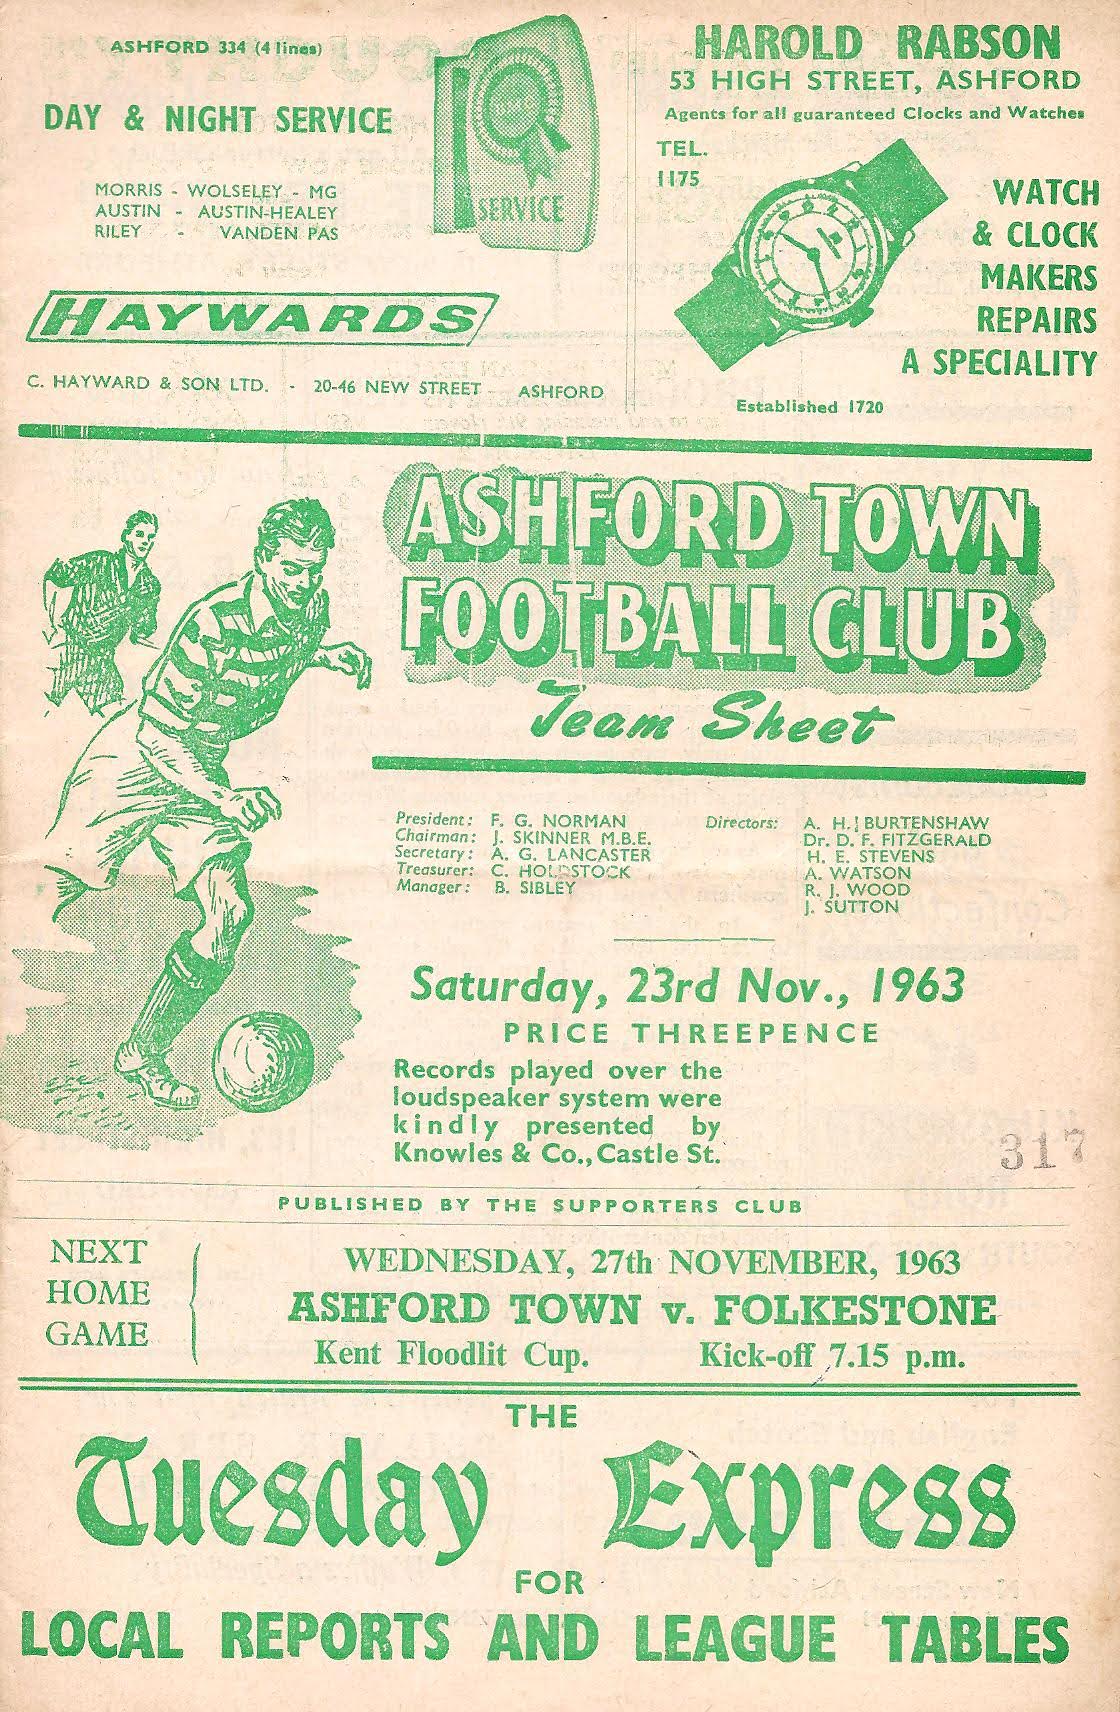 ASHFORD 334 (4 lines)
DAY & NIGHT SERVICE
MORRIS - WOLSELEY - MG
AUSTIN - AUSTIN-HEALEY
RILEY - VANDEN PAS
SERVICE
HAYWARDS
C. HAYWARD & SON LTD. - 20-46 NEW STREET - ASHFORD
HAROLD RABSON
53 HIGH STREET, ASHFORD
Agents for all guaranteed Clocks and Watches
TEL.
1175
WATCH
& CLOCK
MAKERS
REPAIRS
A SPECIALITY
Established 1720
ASHFORD TOWN
FOOTBALL CLUB
Team Sheet
President: F. G. NORMAN
Chairman: J. SKINNER M.B.E.
Secretary: A. G. LANCASTER
Treasurer: C. HOLDSTOCK
Manager: B. SIBLEY
Directors: A. H. BURTENSHAW
Dr. D. F. FITZGERALD
H. E. STEVENS
A. WATSON
R. J. WOOD
J. SUTTON
Saturday, 23rd Nov., 1963
PRICE THREEPENCE
Records played over the
loudspeaker system were
kindly presented by
Knowles & Co., Castle St.
317
PUBLISHED BY THE SUPPORTERS CLUB
NEXT
HOME
GAME
WEDNESDAY, 27th NOVEMBER, 1963
ASHFORD TOWN v. FOLKESTONE
Kent Floodlit Cup. Kick-off 7.15 p.m.
THE
Tuesday Express
FOR
LOCAL REPORTS AND LEAGUE TABLES